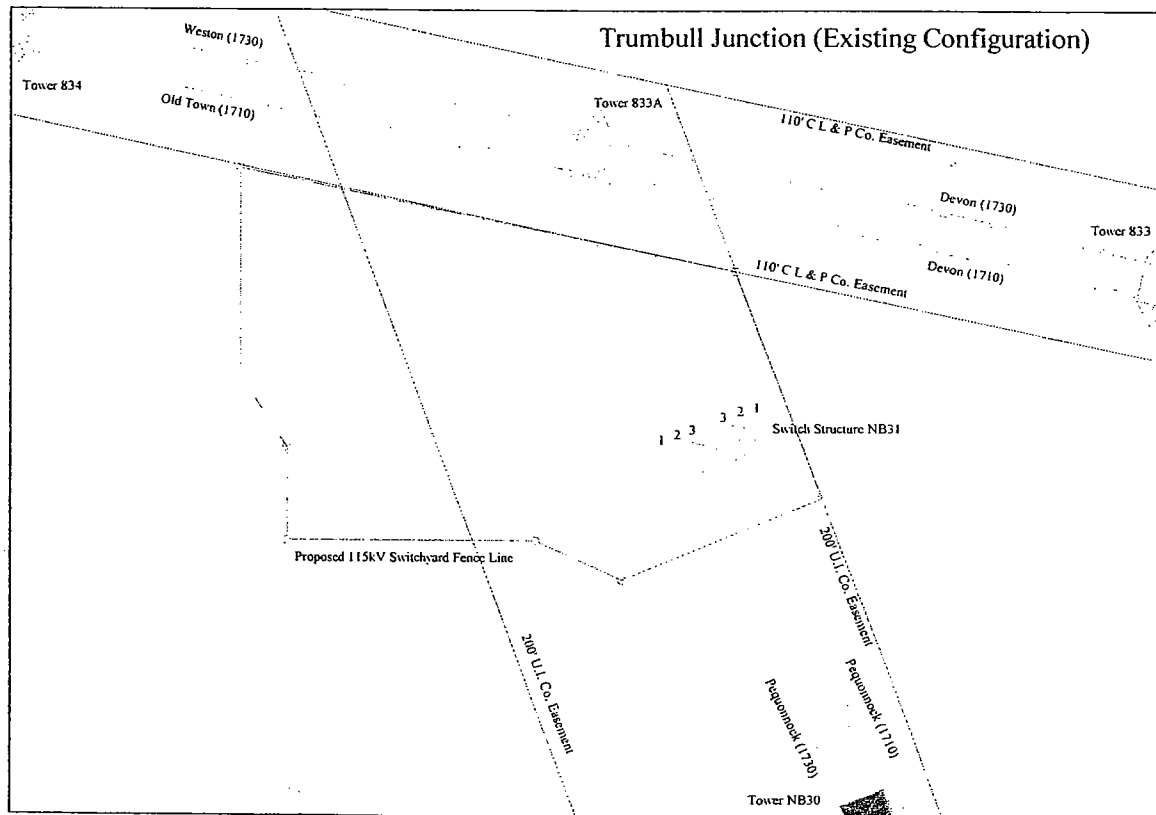 Trumbull Junction (Existing Configuration)
Weston (1730)
Tower 834
Old Town (1710)
Tower 833A
110' C L & P Co. Easement
Devon (1730)
Tower 833
Devon (1710)
110' C L & P Co. Easement
1 2 3 3 2 1
Switch Structure NB31
Proposed 115kV Switchyard Fence Line
200' U.I. Co. Easement
200' U.I. Co. Easement
Pequonnock (1730)
Pequonnock (1710)
Tower NB30